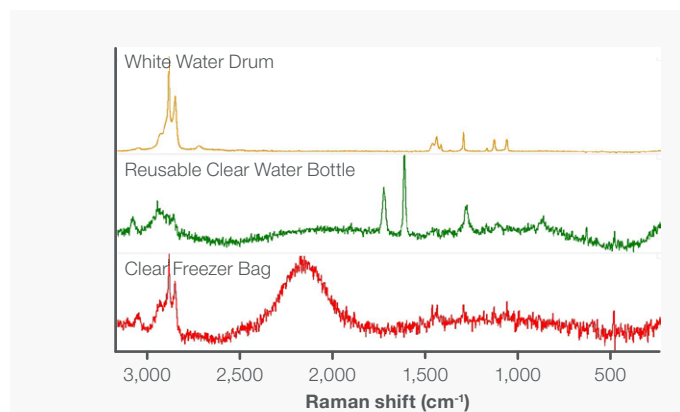 White Water Drum
Reusable Clear Water Bottle
Clear Freezer Bag
3,000 2,500 2,000 1,500 1,000 500
Raman shift (cm⁻¹)